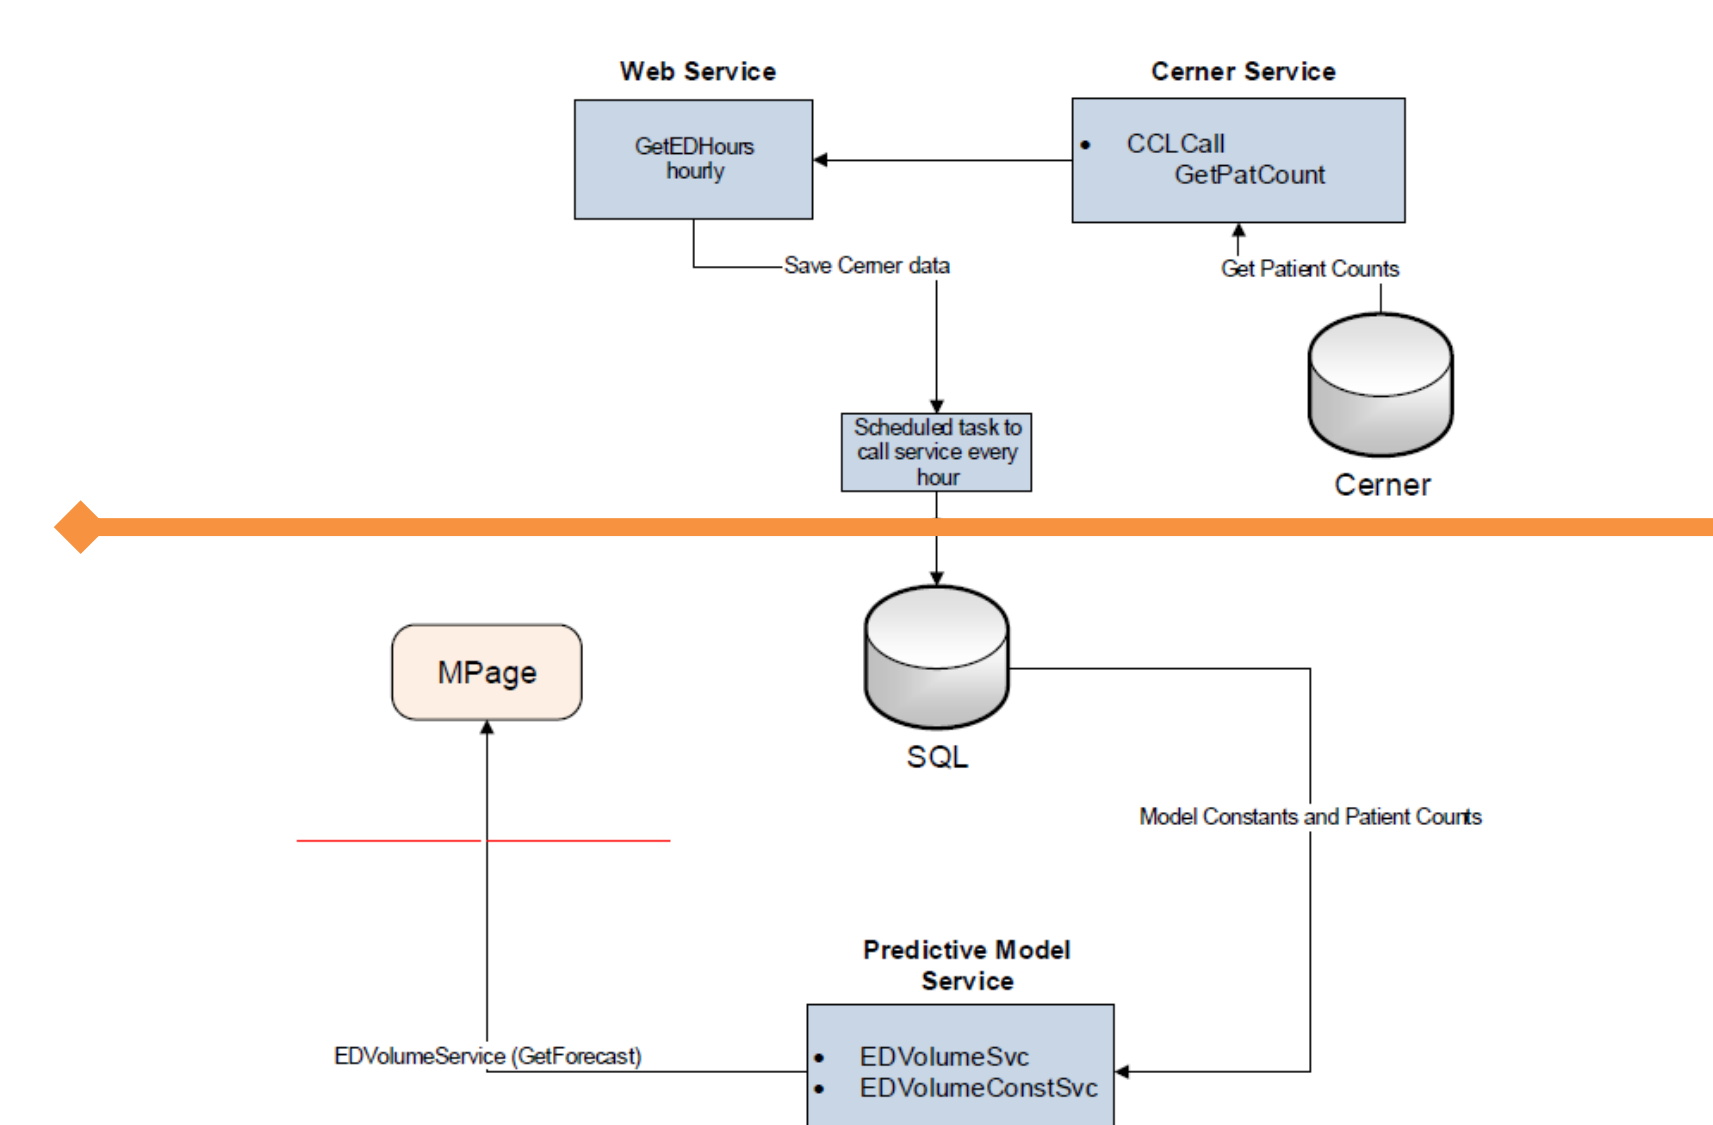 Web Service
Cerner Service
GetEDHours
hourly
• CCLCall
GetPatCount
Save Cerner data
Get Patient Counts
Scheduled task to
call service every
hour
Cerner
MPage
SQL
Model Constants and Patient Counts
Predictive Model
Service
EDVolumeService (GetForecast)
• EDVolumeSvc
• EDVolumeConstSvc